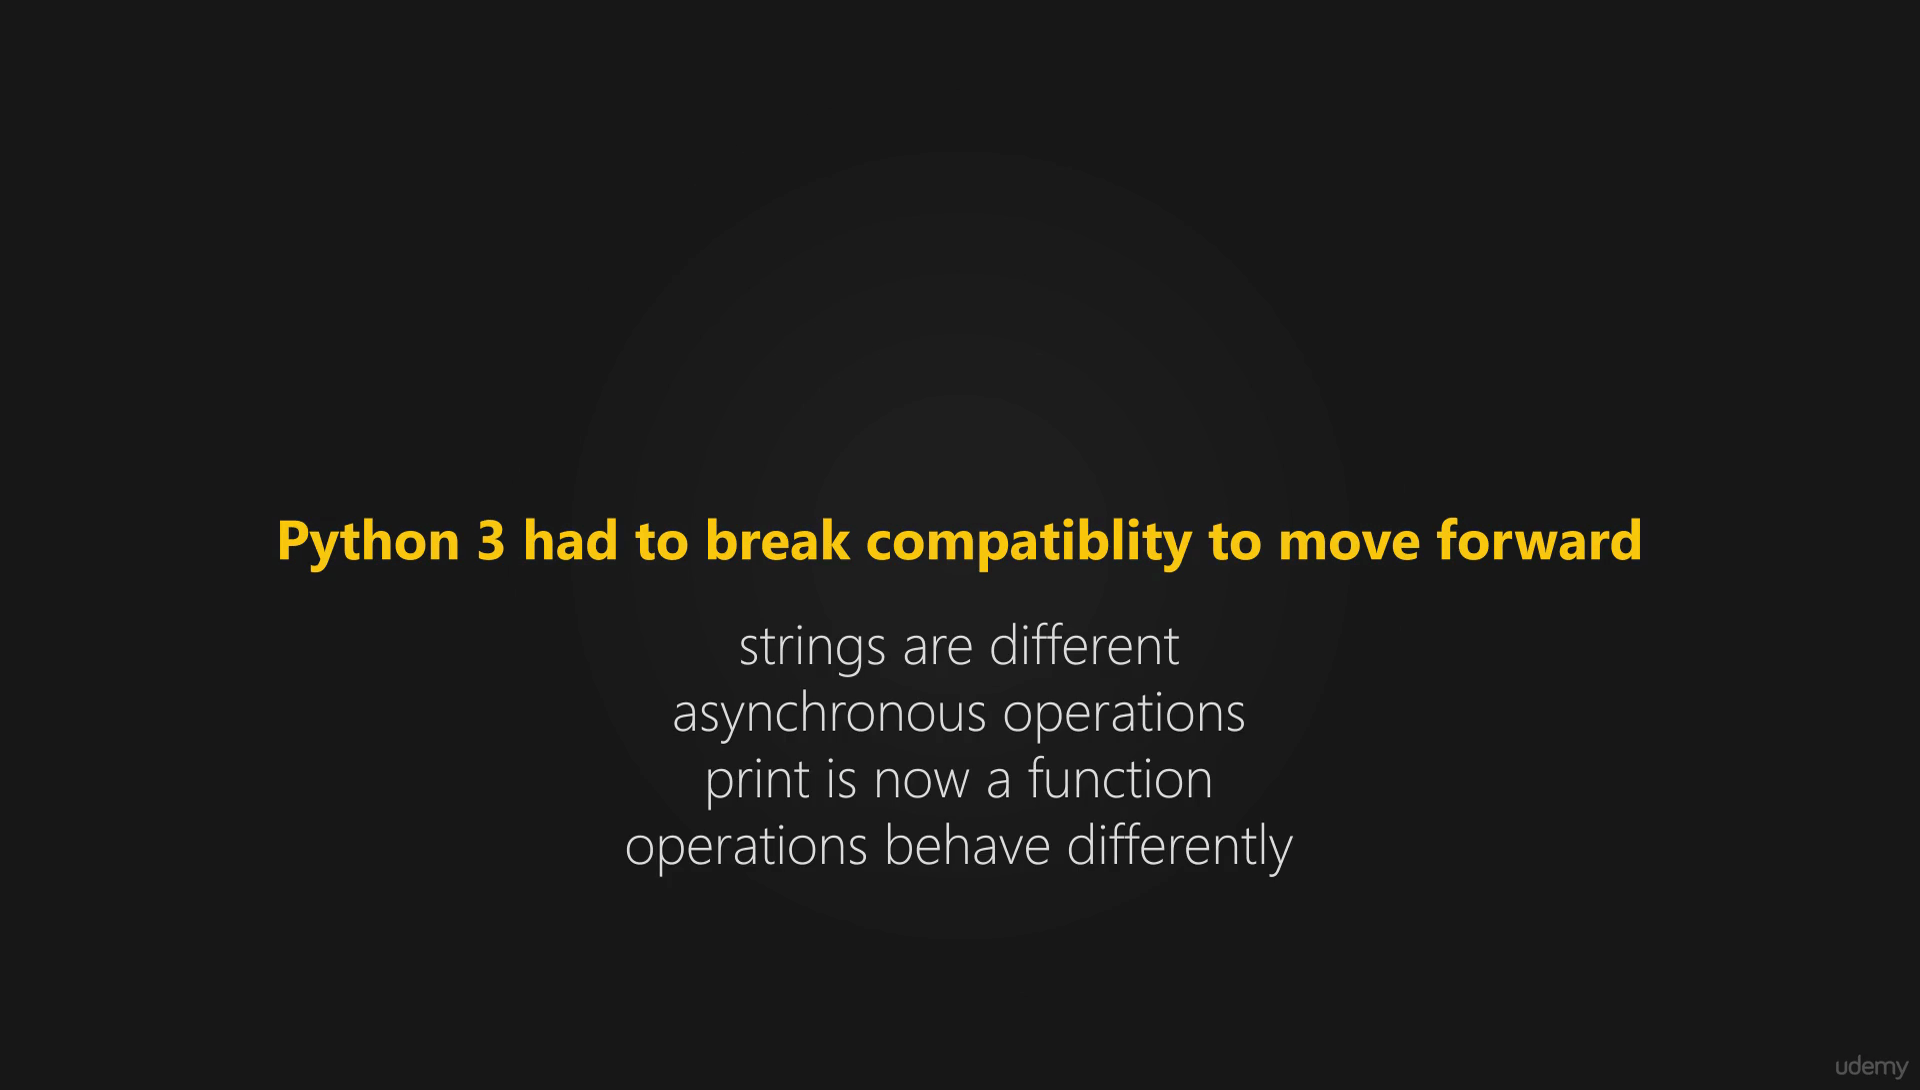 Python 3 had to break compatiblity to move forward
strings are different
asynchronous operations
print is now a function
operations behave differently
udemy